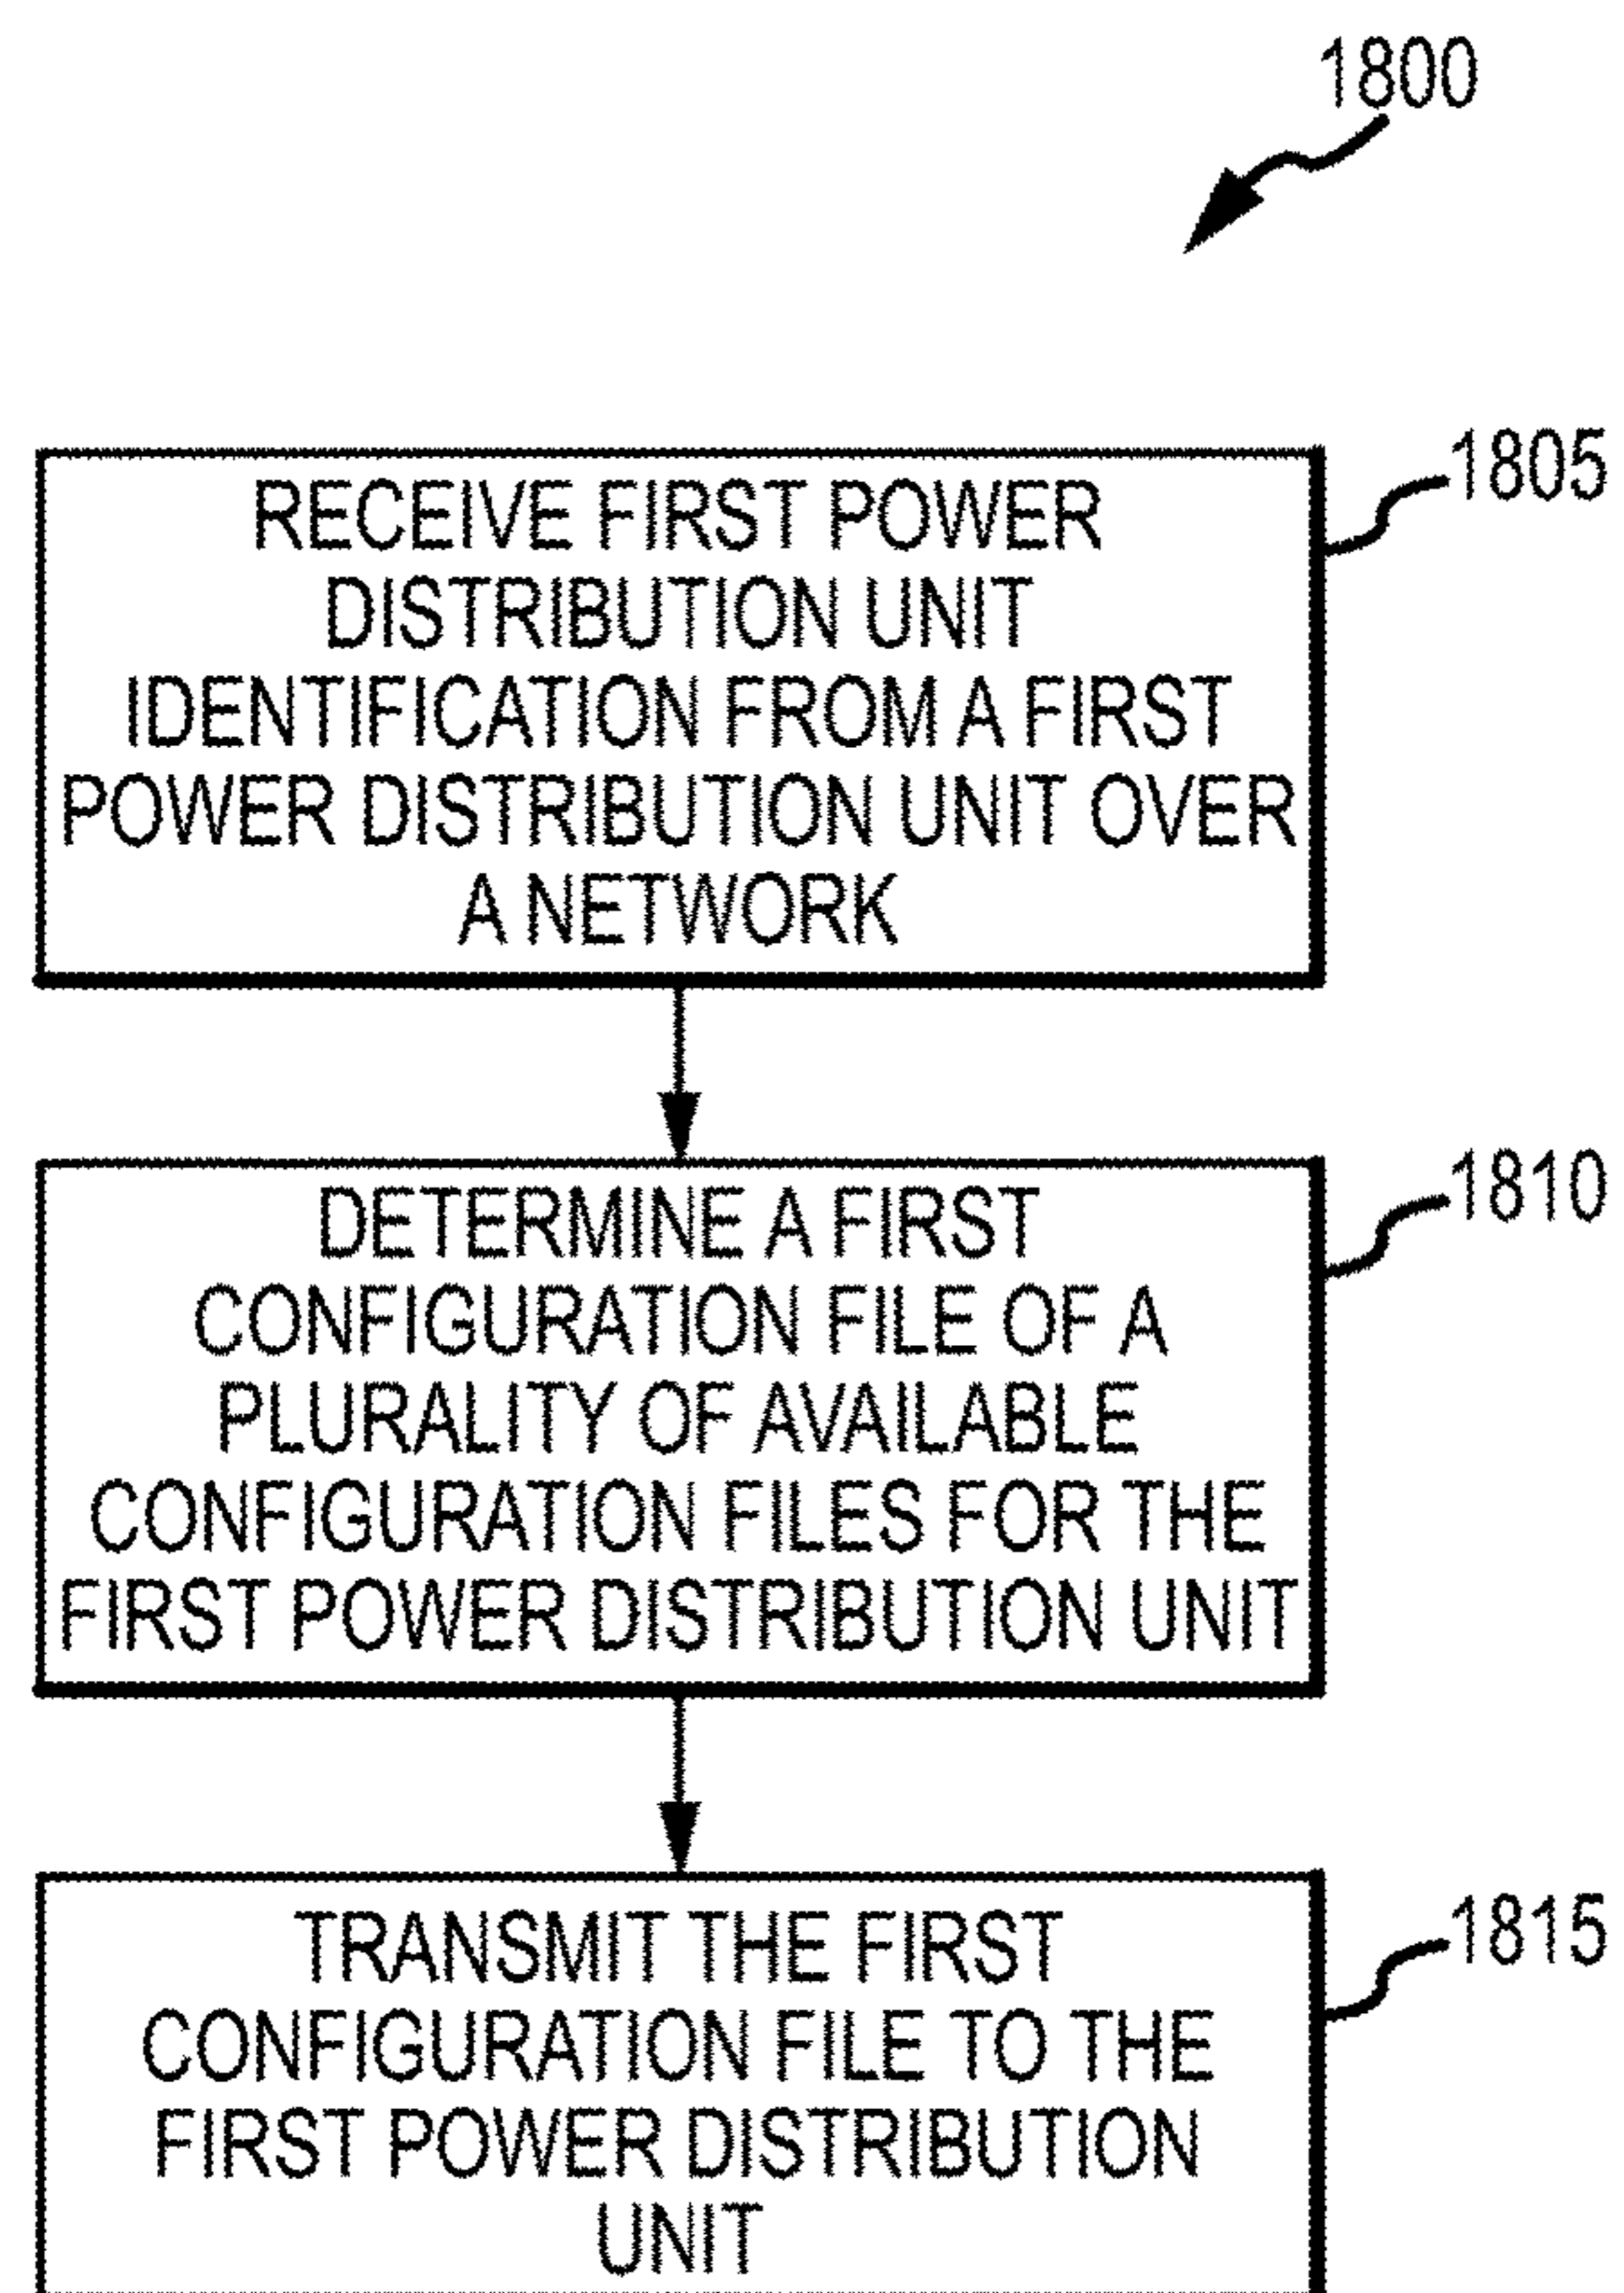 1800
1805
RECEIVE FIRST POWER
DISTRIBUTION UNIT
IDENTIFICATION FROM A FIRST
POWER DISTRIBUTION UNIT OVER
A NETWORK
1810
DETERMINE A FIRST
CONFIGURATION FILE OF A
PLURALITY OF AVAILABLE
CONFIGURATION FILES FOR THE
FIRST POWER DISTRIBUTION UNIT
1815
TRANSMIT THE FIRST
CONFIGURATION FILE TO THE
FIRST POWER DISTRIBUTION
UNIT